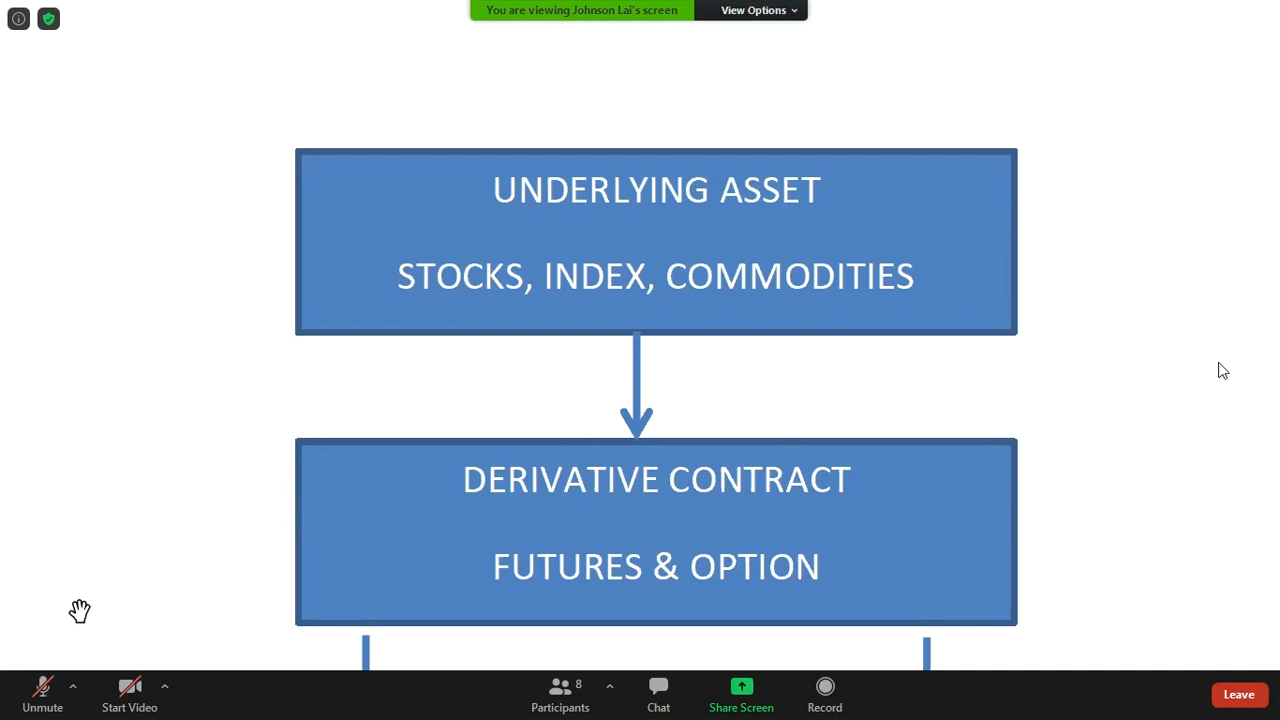 You are viewing Johnson Lai's screen
View Options
UNDERLYING ASSET
STOCKS, INDEX, COMMODITIES
DERIVATIVE CONTRACT
FUTURES & OPTION
Unmute
Start Video
8
Participants
Chat
Share Screen
Record
Leave